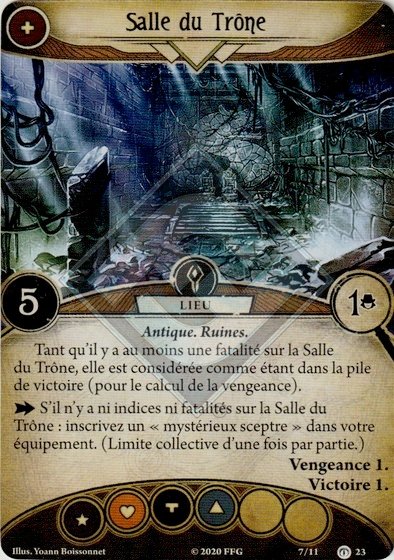 Salle du Trône
5
LIEU
1
Antique. Ruines.
Tant qu'il y a au moins une fatalité sur la Salle
du Trône, elle est considérée comme étant dans la pile
de victoire (pour le calcul de la vengeance).
S'il n'y a ni indices ni fatalités sur la Salle du
Trône : inscrivez un « mystérieux sceptre » dans votre
équipement. (Limite collective d'une fois par partie.)
Vengeance 1.
Victoire 1.
Illus. Yoann Boissonnet © 2020 FFG 7/11 23